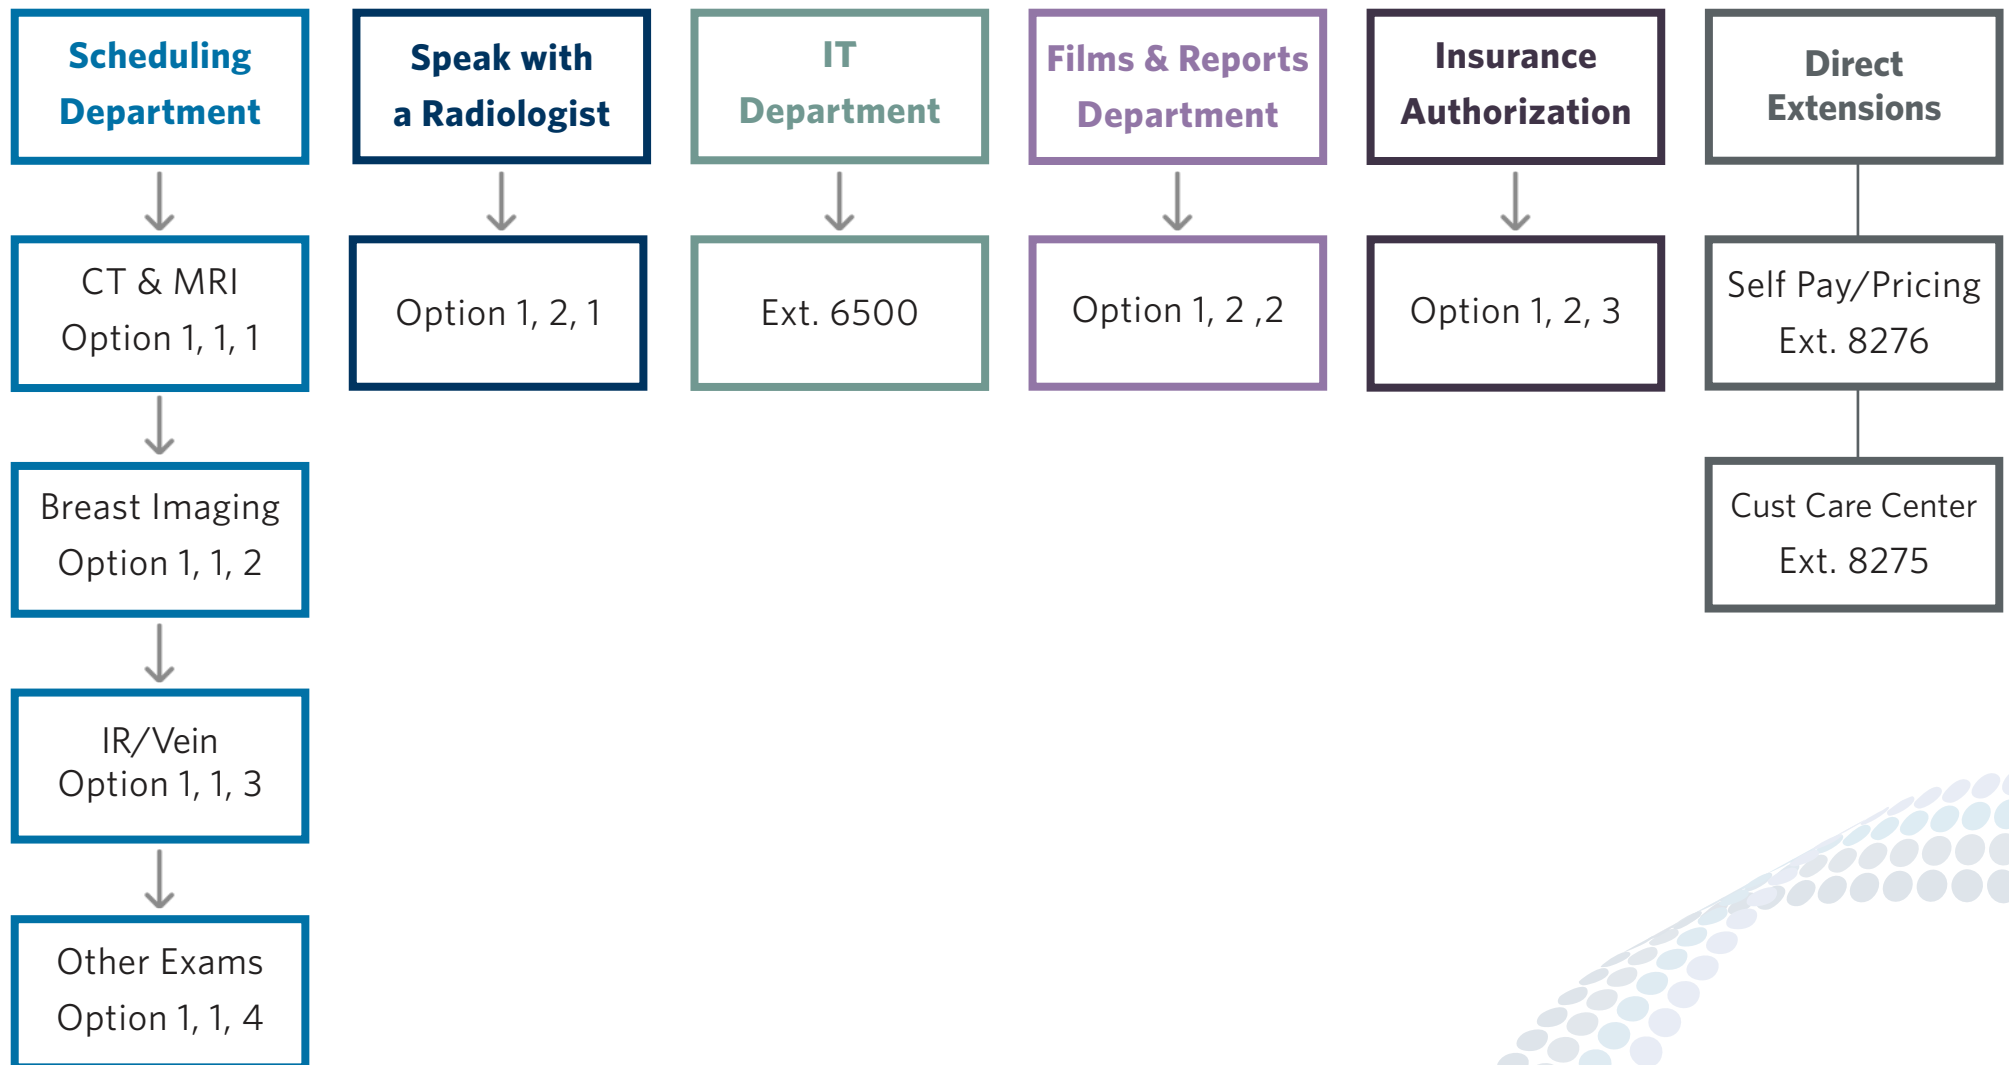 Scheduling
Department
CT & MRI
Option 1, 1, 1
Breast Imaging
Option 1, 1, 2
IR/Vein
Option 1, 1, 3
Other Exams
Option 1, 1, 4
Speak with
a Radiologist
Option 1, 2, 1
IT
Department
Ext. 6500
Films & Reports
Department
Option 1, 2 ,2
Insurance
Authorization
Option 1, 2, 3
Direct
Extensions
Self Pay/Pricing
Ext. 8276
Cust Care Center
Ext. 8275